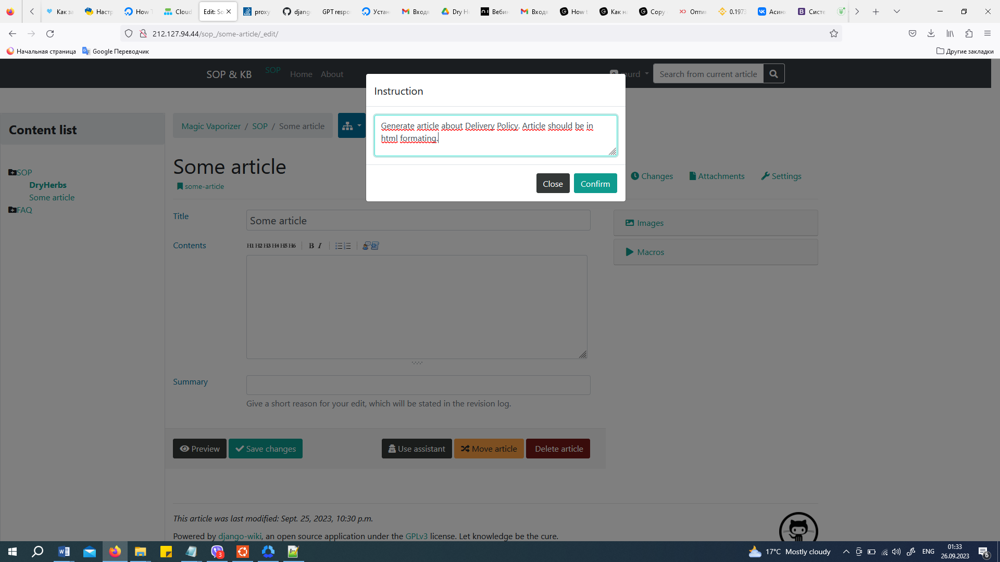 Как за
Настр
How T
Cloud
Edit: So
proxy
djang
GPT respo
Устан
Входя
Dry H
Вебин
Входя
How t
Как на
Copy
Оптим
0.1973
Асинх
Систе
212.127.94.44/sop_/some-article/_edit/
Начальная страница
Google Переводчик
Другие закладки
SOP & KB
SOP
Home
About
murd
Search from current article
Instruction
Generate article about Delivery Policy. Article should be in
html formating.
Close
Confirm
Content list
SOP
DryHerbs
Some article
FAQ
Magic Vaporizer / SOP / Some article
Some article
some-article
Changes
Attachments
Settings
Title
Some article
Contents
H1 H2 H3 H4 H5 H6 B I
Images
Macros
Summary
Give a short reason for your edit, which will be stated in the revision log.
Preview
Save changes
Use assistant
Move article
Delete article
This article was last modified: Sept. 25, 2023, 10:30 p.m.
Powered by django-wiki, an open source application under the GPLv3 license. Let knowledge be the cure.
3
17°C Mostly cloudy
ENG
01:33
26.09.2023
6